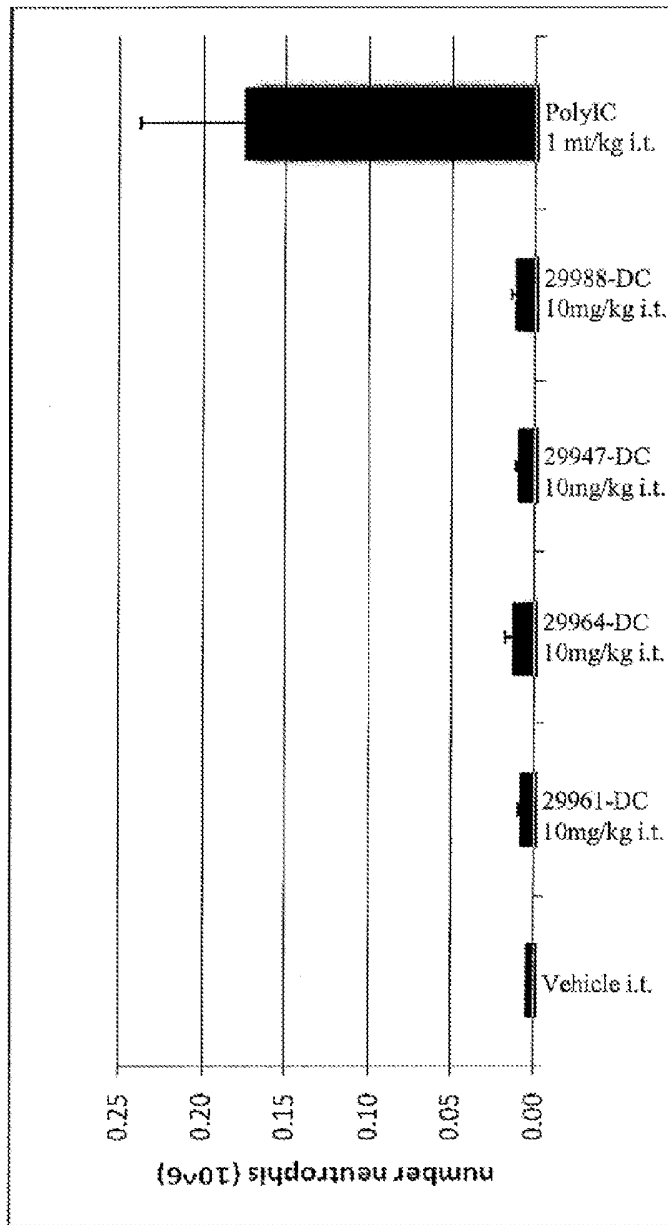 number neutrophis (10^6)
0.25
0.20
0.15
0.10
0.05
0.00
Vehicle i.t.
29961-DC
10mg/kg i.t.
29964-DC
10mg/kg i.t.
29947-DC
10mg/kg i.t.
29988-DC
10mg/kg i.t.
PolyIC
1 mt/kg i.t.